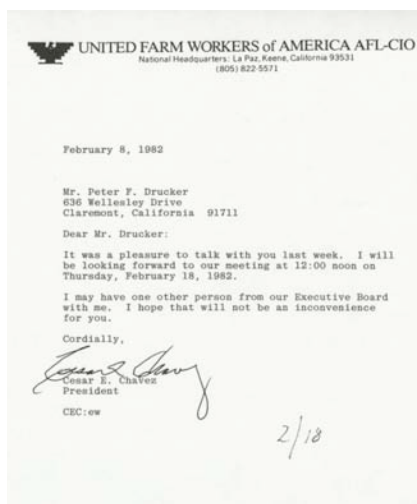 UNITED FARM WORKERS of AMERICA AFL-CIO
National Headquarters: La Paz, Keene, California 93531
(805) 822-5571
February 8, 1982
Mr. Peter F. Drucker
636 Wellesley Drive
Claremont, California 91711
Dear Mr. Drucker:
It was a pleasure to talk with you last week. I will
be looking forward to our meeting at 12:00 noon on
Thursday, February 18, 1982.
I may have one other person from our Executive Board
with me. I hope that will not be an inconvenience
for you.
Cordially,
Cesar E. Chavez
Cesar E. Chavez
President
CEC:ew
2/18